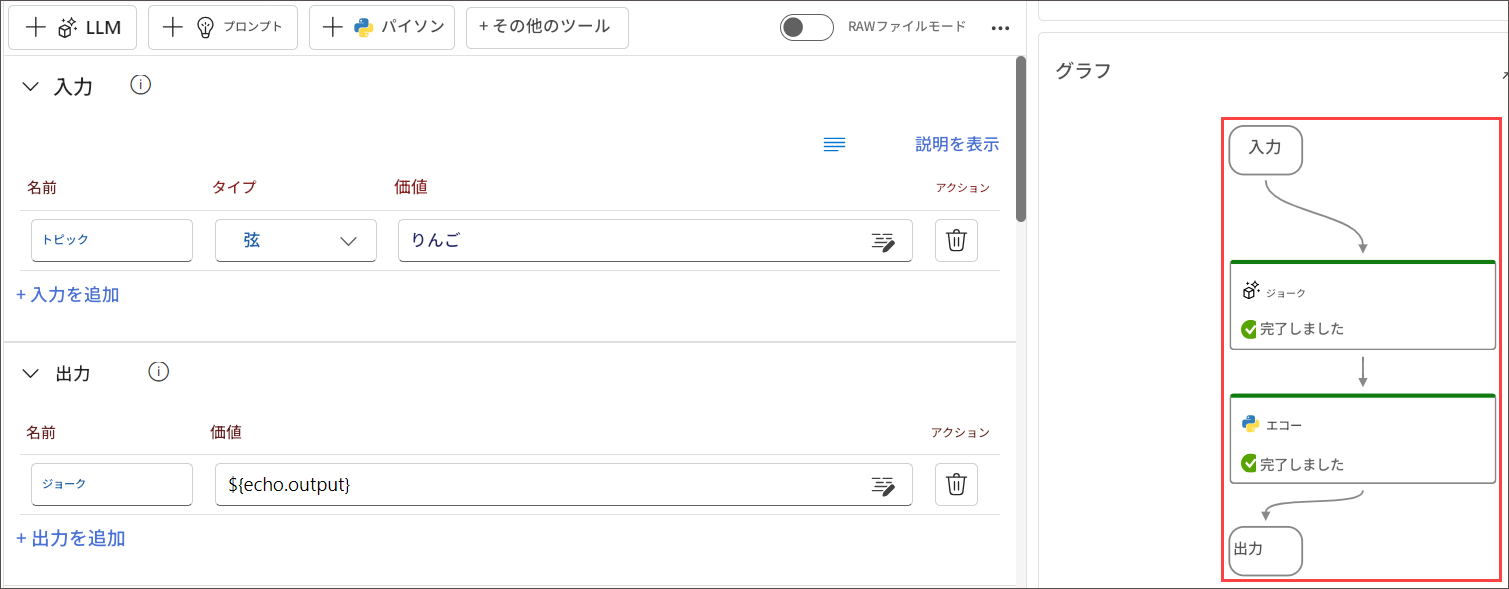 LLM
プロンプト
パイソン
+ その他のツール
RAWファイルモード
入力
説明を表示
名前 タイプ 価値 アクション
トピック 弦 りんご
+ 入力を追加
出力
名前 価値 アクション
ジョーク ${echo.output}
+ 出力を追加
グラフ
入力
ジョーク
完了しました
エコー
完了しました
出力